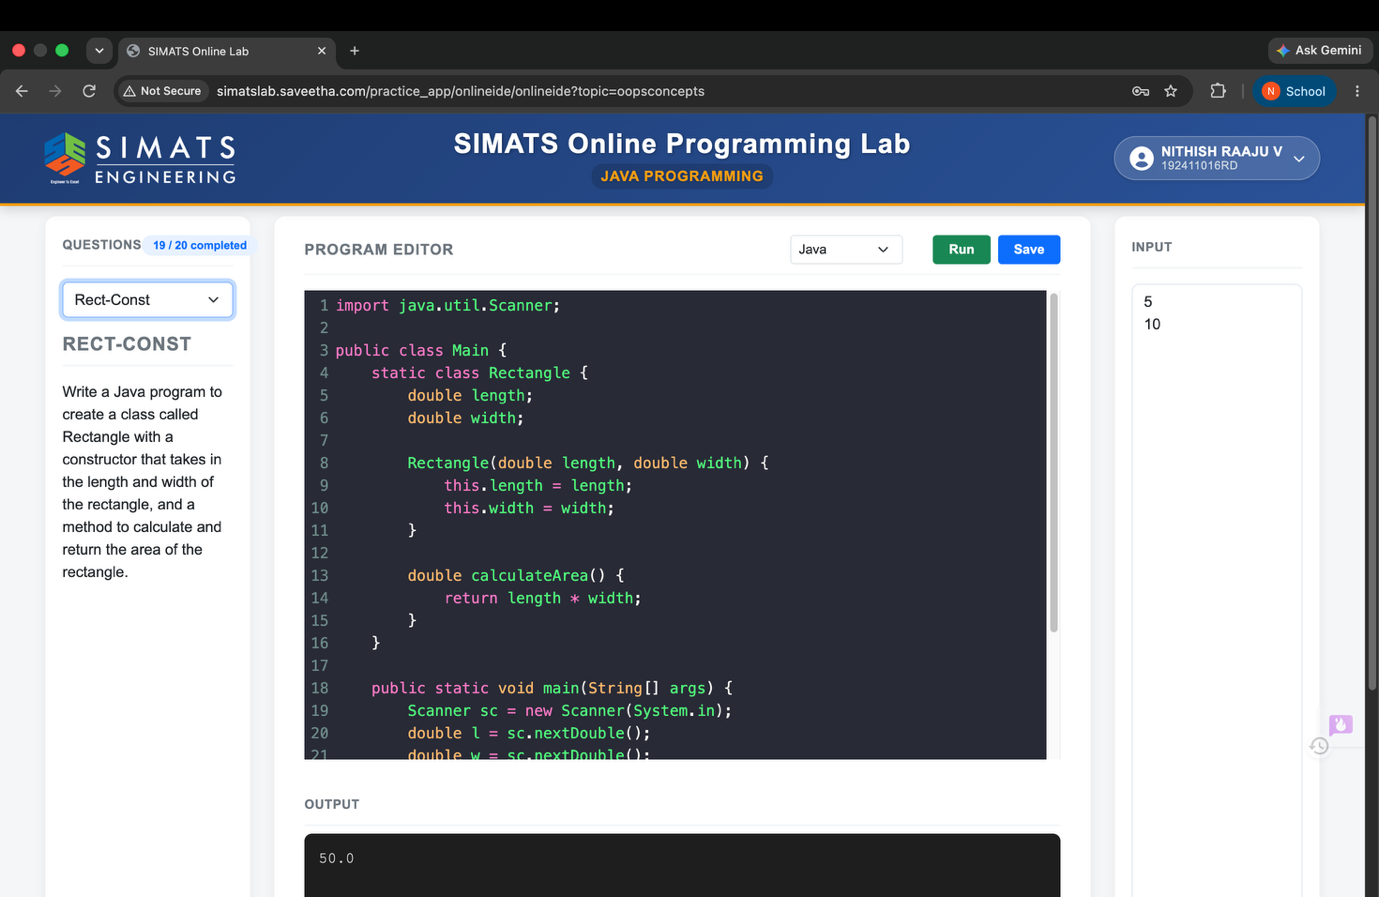 SIMATS Online Lab
Ask Gemini
Not Secure
simatslab.saveetha.com/practice_app/onlineide/onlineide?topic=oopsconcepts
N School
SIMATS
ENGINEERING
SIMATS Online Programming Lab
JAVA PROGRAMMING
NITHISH RAAJU V
192411016RD
QUESTIONS 19 / 20 completed
Rect-Const
RECT-CONST
Write a Java program to
create a class called
Rectangle with a
constructor that takes in
the length and width of
the rectangle, and a
method to calculate and
return the area of the
rectangle.
PROGRAM EDITOR
Java
Run
Save
1 import java.util.Scanner;
2
3 public class Main {
4     static class Rectangle {
5         double length;
6         double width;
7
8         Rectangle(double length, double width) {
9             this.length = length;
10             this.width = width;
11         }
12
13         double calculateArea() {
14             return length * width;
15         }
16     }
17
18     public static void main(String[] args) {
19         Scanner sc = new Scanner(System.in);
20         double l = sc.nextDouble();
21         double w = sc.nextDouble();
OUTPUT
50.0
INPUT
5
10